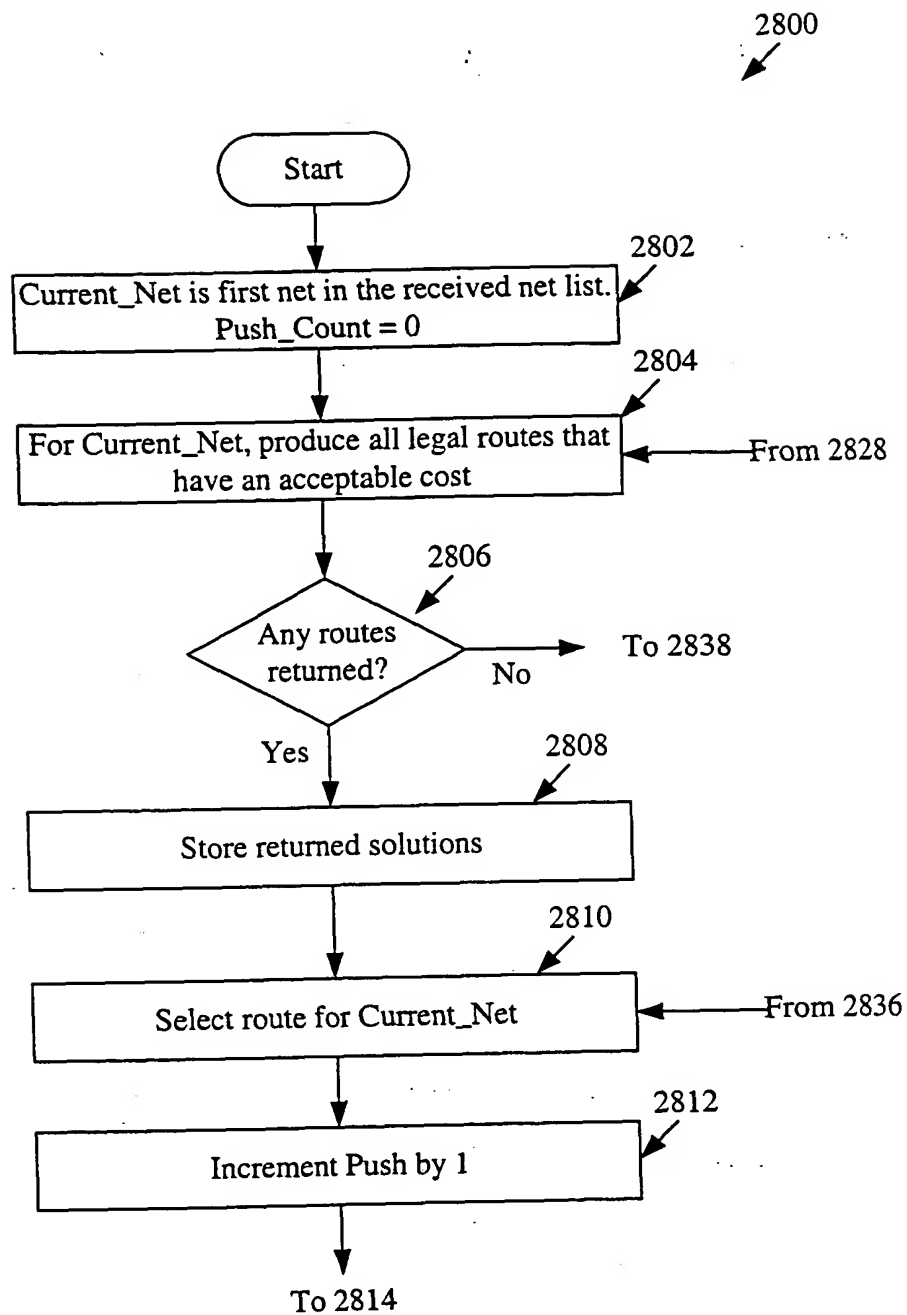 2800
Start
2802
Current_Net is first net in the received net list.
Push_Count = 0
2804
For Current_Net, produce all legal routes that
have an acceptable cost
From 2828
2806
Any routes
returned?
No
To 2838
Yes
2808
Store returned solutions
2810
Select route for Current_Net
From 2836
2812
Increment Push by 1
To 2814